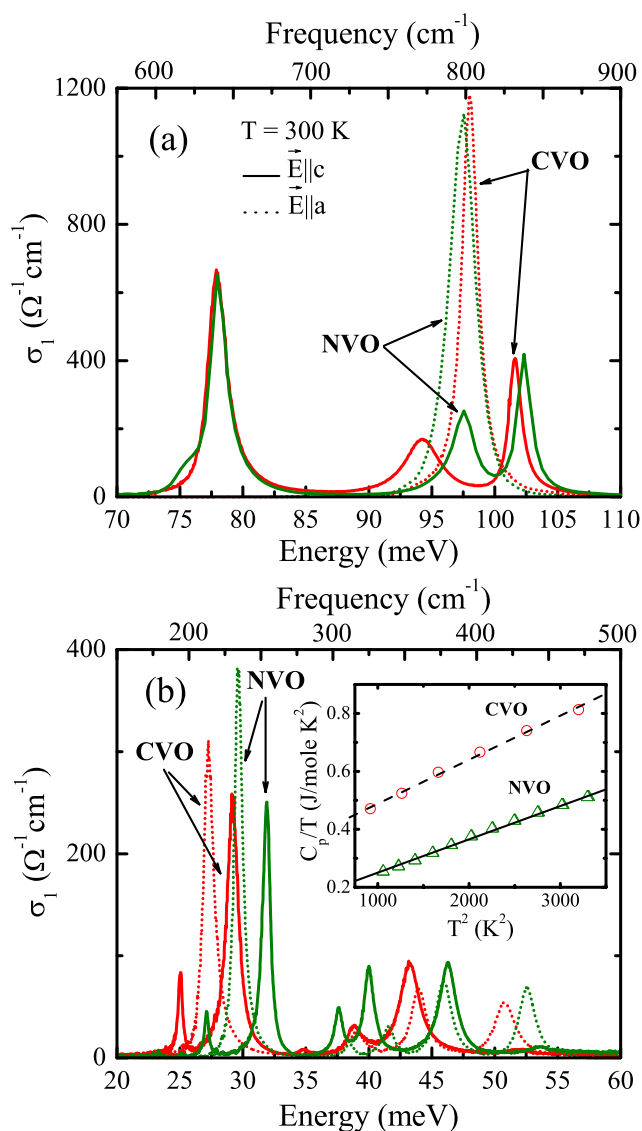 Frequency (cm⁻¹)
600 700 800 900
1200
(a)
T = 300 K
E||c
E||a
CVO
NVO
800
400
0
σ₁ (Ω⁻¹cm⁻¹)
70 75 80 85 90 95 100 105 110
Energy (meV)
Frequency (cm⁻¹)
200 250 300 350 400 450 500
400
(b)
NVO
CVO
200
0
σ₁ (Ω⁻¹cm⁻¹)
0.8
0.6
0.4
0.2
Cₚ/T (J/mole K²)
CVO
NVO
1000 2000 3000
T² (K²)
20 25 30 35 40 45 50 55 60
Energy (meV)